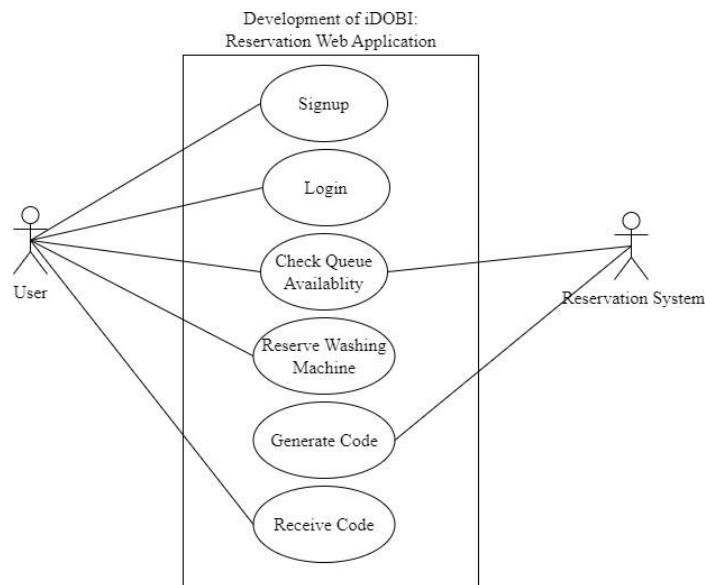 Development of iDOBI:
Reservation Web Application
Signup
Login
Check Queue
Availablity
User
Reservation System
Reserve Washing
Machine
Generate Code
Receive Code